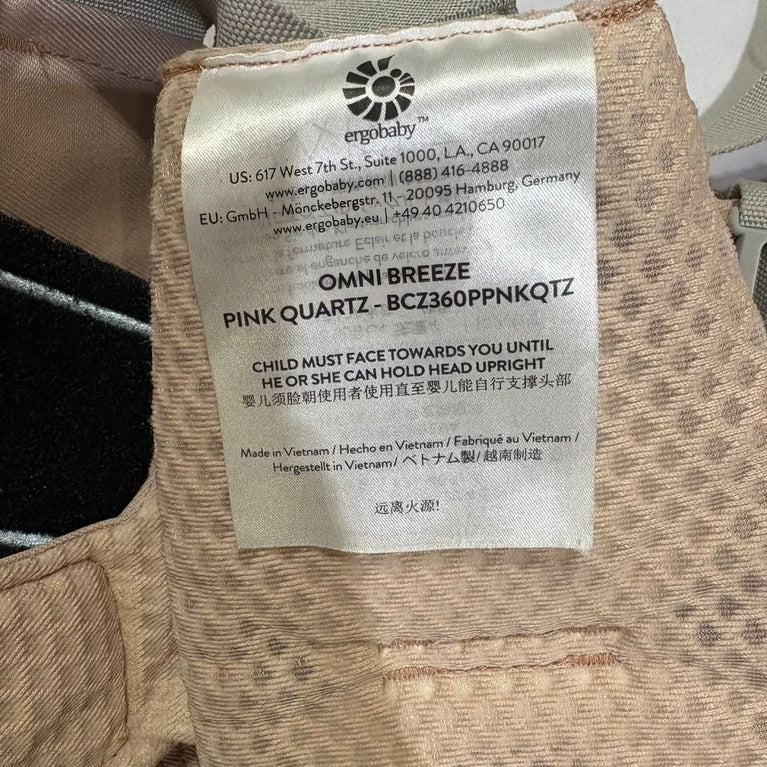 ergobaby™
US: 617 West 7th St., Suite 1000, L.A., CA 90017
www.ergobaby.com | (888) 416-4888
EU: GmbH - Mönckebergstr. 11 - 20095 Hamburg, Germany
www.ergobaby.eu | +49 40 4210650
OMNI BREEZE
PINK QUARTZ - BCZ360PPNKQTZ
CHILD MUST FACE TOWARDS YOU UNTIL
HE OR SHE CAN HOLD HEAD UPRIGHT
婴儿须脸朝使用者使用直至婴儿能自行支撑头部
Made in Vietnam / Hecho en Vietnam / Fabriqué au Vietnam /
Hergestellt in Vietnam/ ベトナム製/ 越南制造
远离火源!